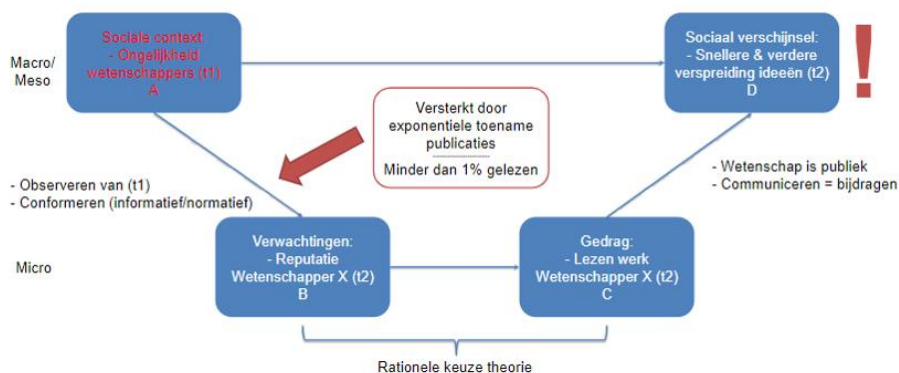 Macro/
Meso
Sociale context:
- Ongelijkheid
wetenschappers (t1)
A
Sociaal verschijnsel:
- Snellere & verdere
verspreiding ideeën (t2)
D
!
Versterkt door
exponentiele toename
publicaties
Minder dan 1% gelezen
- Observeren van (t1)
- Conformeren (informatief/normatief)
- Wetenschap is publiek
- Communiceren = bijdragen
Micro
Verwachtingen:
- Reputatie
Wetenschapper X (t2)
B
Gedrag:
- Lezen werk
Wetenschapper X (t2)
C
Rationele keuze theorie